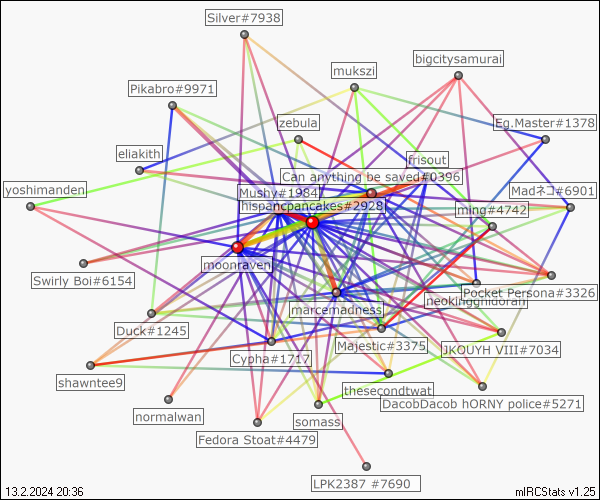 Silver#7938
bigcitysamurai
mukszi
Pikabro#9971
zebula
Eg.Master#1378
eliakith
frisout
Can anything be saved#0396
yoshimanden
Mushy#1984
Madネコ#6901
hispanicpancakes#2928
ming#4742
moonraven
Swirly Boi#6154
Pocket Persona#3326
neokingghidorah
marcemadness
Duck#1245
Majestic#3375
JKOUYH VIII#7034
Cypha#1717
shawntee9
thesecondtwat
DacobDacob hORNY police#5271
normalwan
somass
Fedora Stoat#4479
LPK2387 #7690
13.2.2024 20:36
mIRCStats v1.25